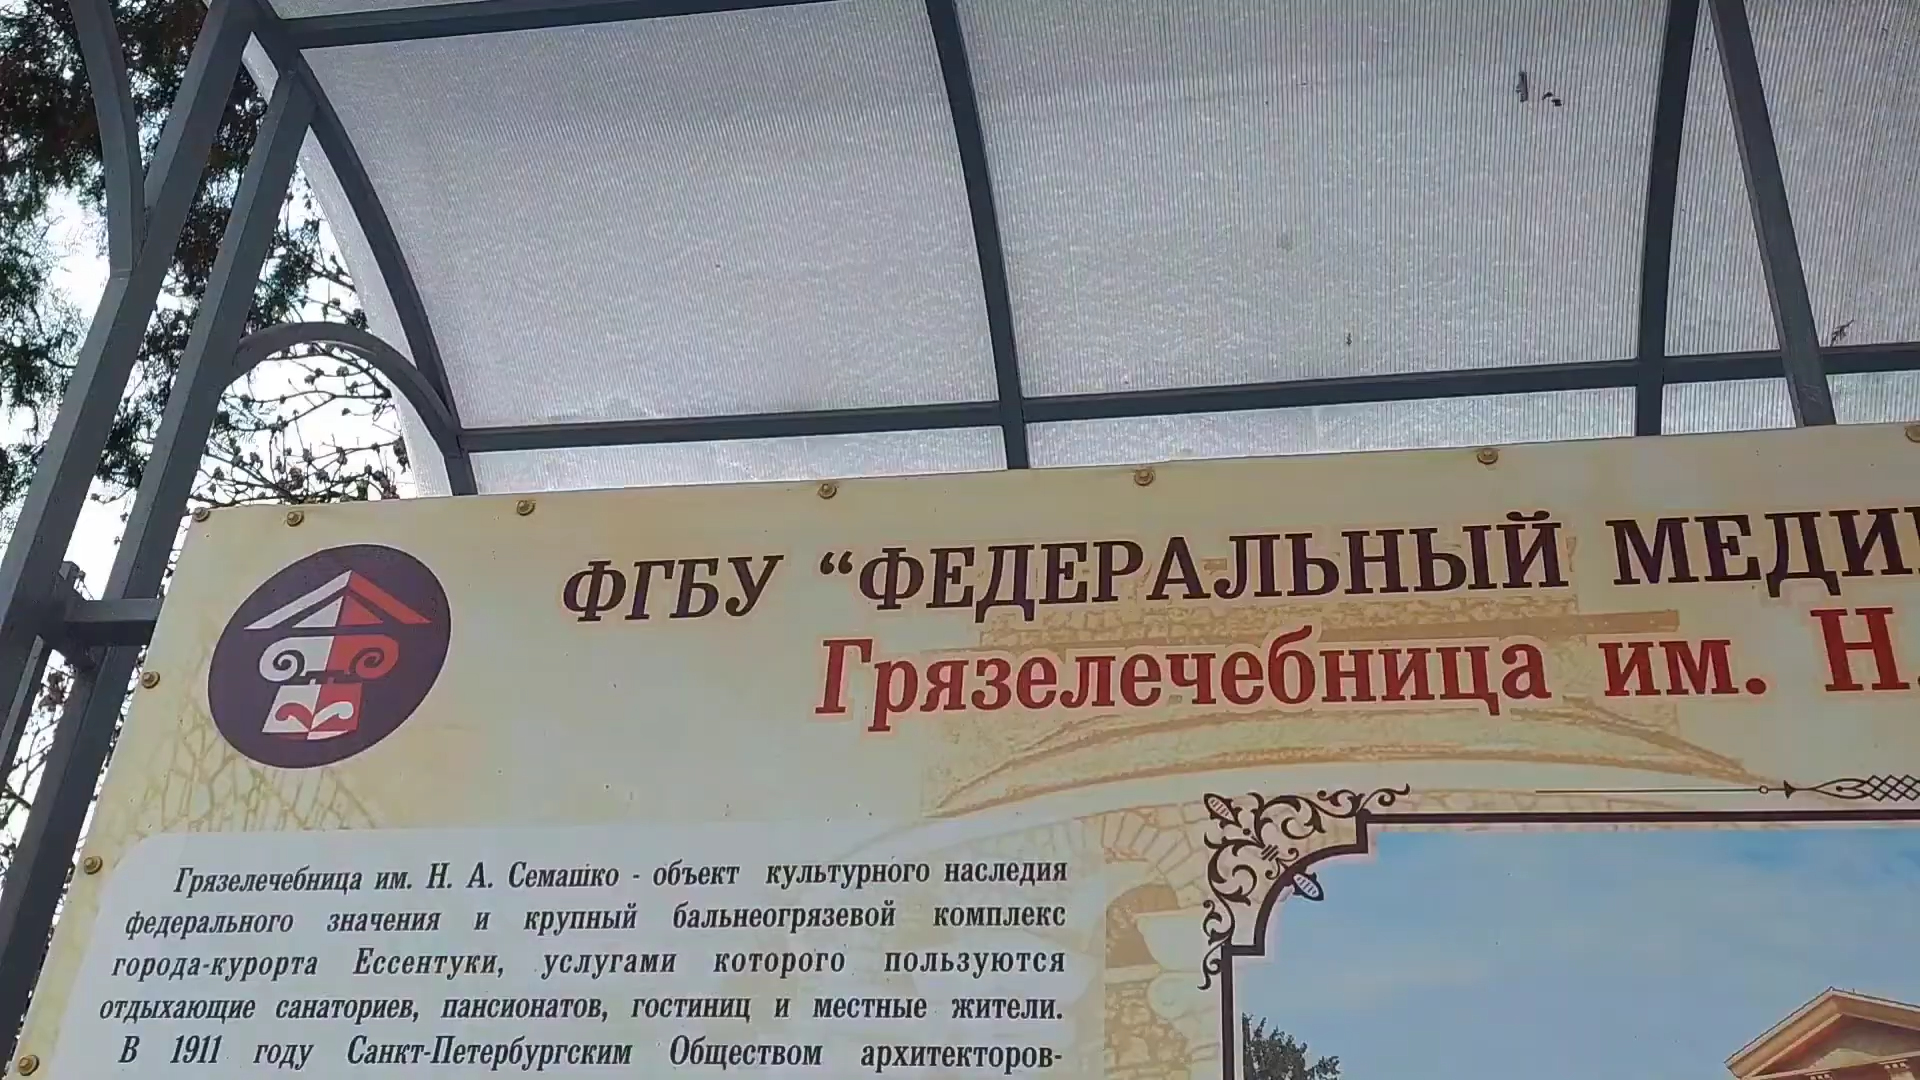 ФГБУ “ФЕДЕРАЛЬНЫЙ
Грязелечебница им. Н.
Грязелечебница им. Н. А. Семашко - объект культурного наследия
федерального значения и крупный бальнеогрязевой комплекс
города-курорта Ессентуки, услугами которого пользуются
отдыхающие санаториев, пансионатов, гостиниц и местные жители.
В 1911 году Санкт-Петербургским Обществом архитекторов-